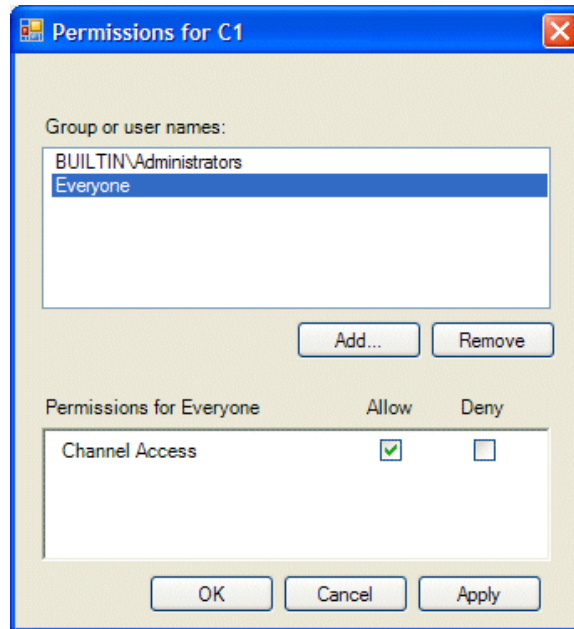 Permissions for C1
Group or user names:
BUILTIN\Administrators
Everyone
Add... Remove
Permissions for Everyone Allow Deny
Channel Access
OK Cancel Apply